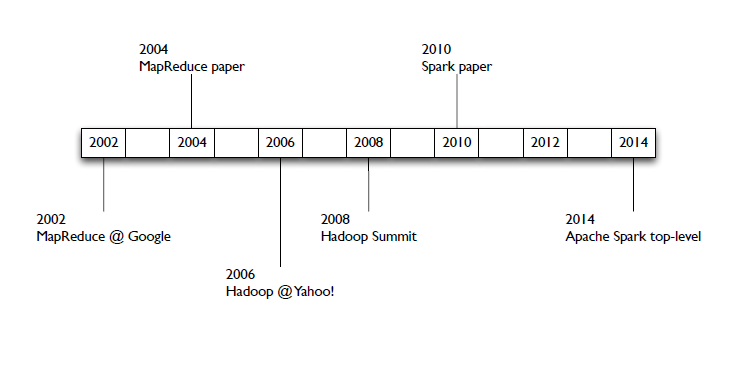 2004
MapReduce paper
2010
Spark paper
2002 2004 2006 2008 2010 2012 2014
2002
MapReduce @ Google
2008
Hadoop Summit
2014
Apache Spark top-level
2006
Hadoop @ Yahoo!